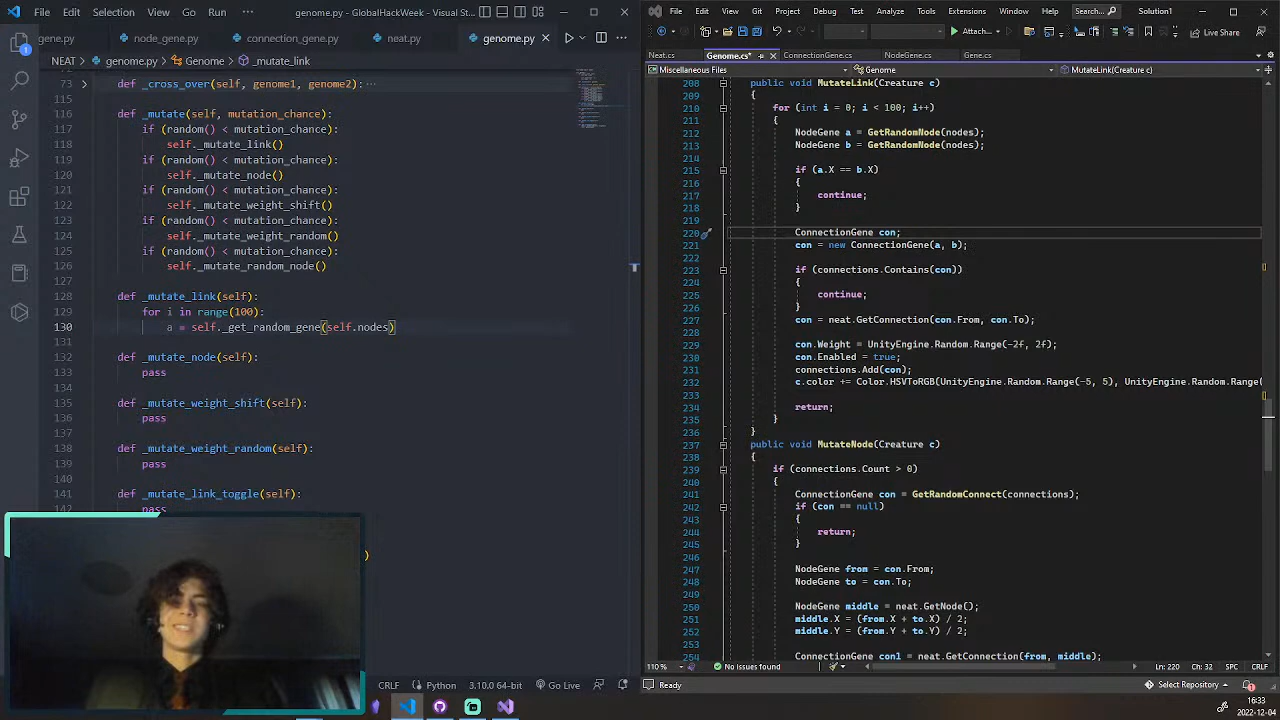 File Edit Selection View Go Run ··· genome.py - GlobalHackWeek - Visual St...
gene.py node_gene.py connection_gene.py neat.py genome.py
NEAT > genome.py > Genome > _mutate_link
73 def _cross_over(self, genome1, genome2):···
115
116 def _mutate(self, mutation_chance):
117 if (random() < mutation_chance):
118 self._mutate_link()
119 if (random() < mutation_chance):
120 self._mutate_node()
121 if (random() < mutation_chance):
122 self._mutate_weight_shift()
123 if (random() < mutation_chance):
124 self._mutate_weight_random()
125 if (random() < mutation_chance):
126 self._mutate_random_node()
127
128 def _mutate_link(self):
129 for i in range(100):
130 a = self._get_random_gene(self.nodes)
131
132 def _mutate_node(self):
133 pass
134
135 def _mutate_weight_shift(self):
136 pass
137
138 def _mutate_weight_random(self):
139 pass
140
141 def _mutate_link_toggle(self):
pass
)
CRLF Python 3.10.0 64-bit Go Live
File Edit View Git Project Debug Test Analyze Tools Extensions Window Help Search... Solution1
Attach... Live Share
Neat.cs Genome.cs* ConnectionGene.cs NodeGene.cs Gene.cs
Miscellaneous Files Genome MutateLink(Creature c)
208 public void MutateLink(Creature c)
209 {
210 for (int i = 0; i < 100; i++)
211 {
212 NodeGene a = GetRandomNode(nodes);
213 NodeGene b = GetRandomNode(nodes);
214
215 if (a.X == b.X)
216 {
217 continue;
218 }
219
220 ConnectionGene con;
221 con = new ConnectionGene(a, b);
222
223 if (connections.Contains(con))
224 {
225 continue;
226 }
227 con = neat.GetConnection(con.From, con.To);
228
229 con.Weight = UnityEngine.Random.Range(-2f, 2f);
230 con.Enabled = true;
231 connections.Add(con);
232 c.color += Color.HSVToRGB(UnityEngine.Random.Range(-5, 5), UnityEngine.Random.Range(
233
234 return;
235 }
236 }
237 public void MutateNode(Creature c)
238 {
239 if (connections.Count > 0)
240 {
241 ConnectionGene con = GetRandomConnect(connections);
242 if (con == null)
243 {
244 return;
245 }
246
247 NodeGene from = con.From;
248 NodeGene to = con.To;
249
250 NodeGene middle = neat.GetNode();
251 middle.X = (from.X + to.X) / 2;
252 middle.Y = (from.Y + to.Y) / 2;
253
254 ConnectionGene con1 = neat.GetConnection(from, middle);
110 % No issues found Ln: 220 Ch: 32 SPC CRLF
Ready Select Repository
16:33
2022-12-04